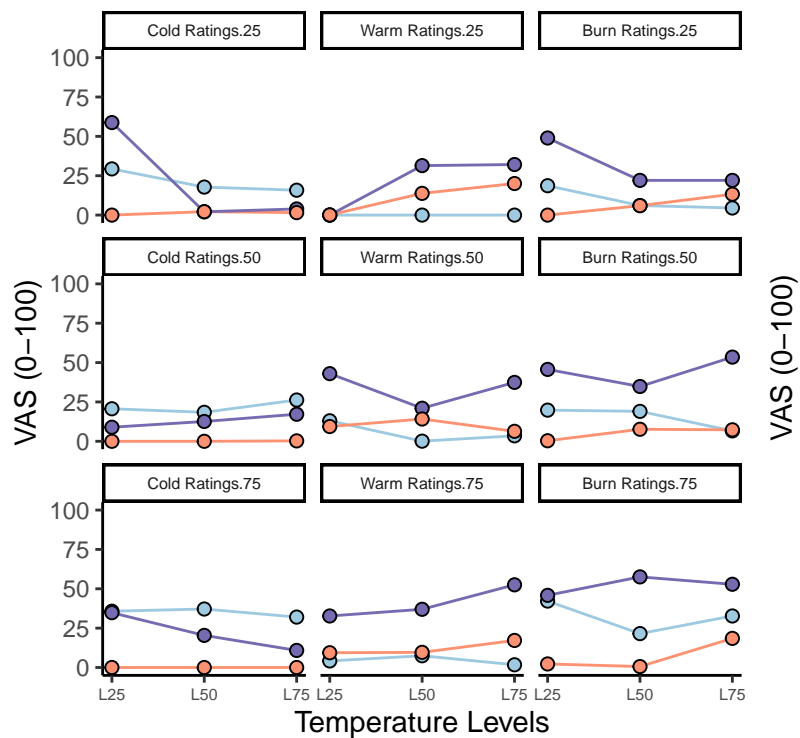 Cold Ratings.25 Warm Ratings.25 Burn Ratings.25
100
75
50
25
0
Cold Ratings.50 Warm Ratings.50 Burn Ratings.50
100
75
50
25
0
Cold Ratings.75 Warm Ratings.75 Burn Ratings.75
100
75
50
25
0
VAS (0−100)
VAS (0−100)
L25 L50 L75 L25 L50 L75 L25 L50 L75
Temperature Levels